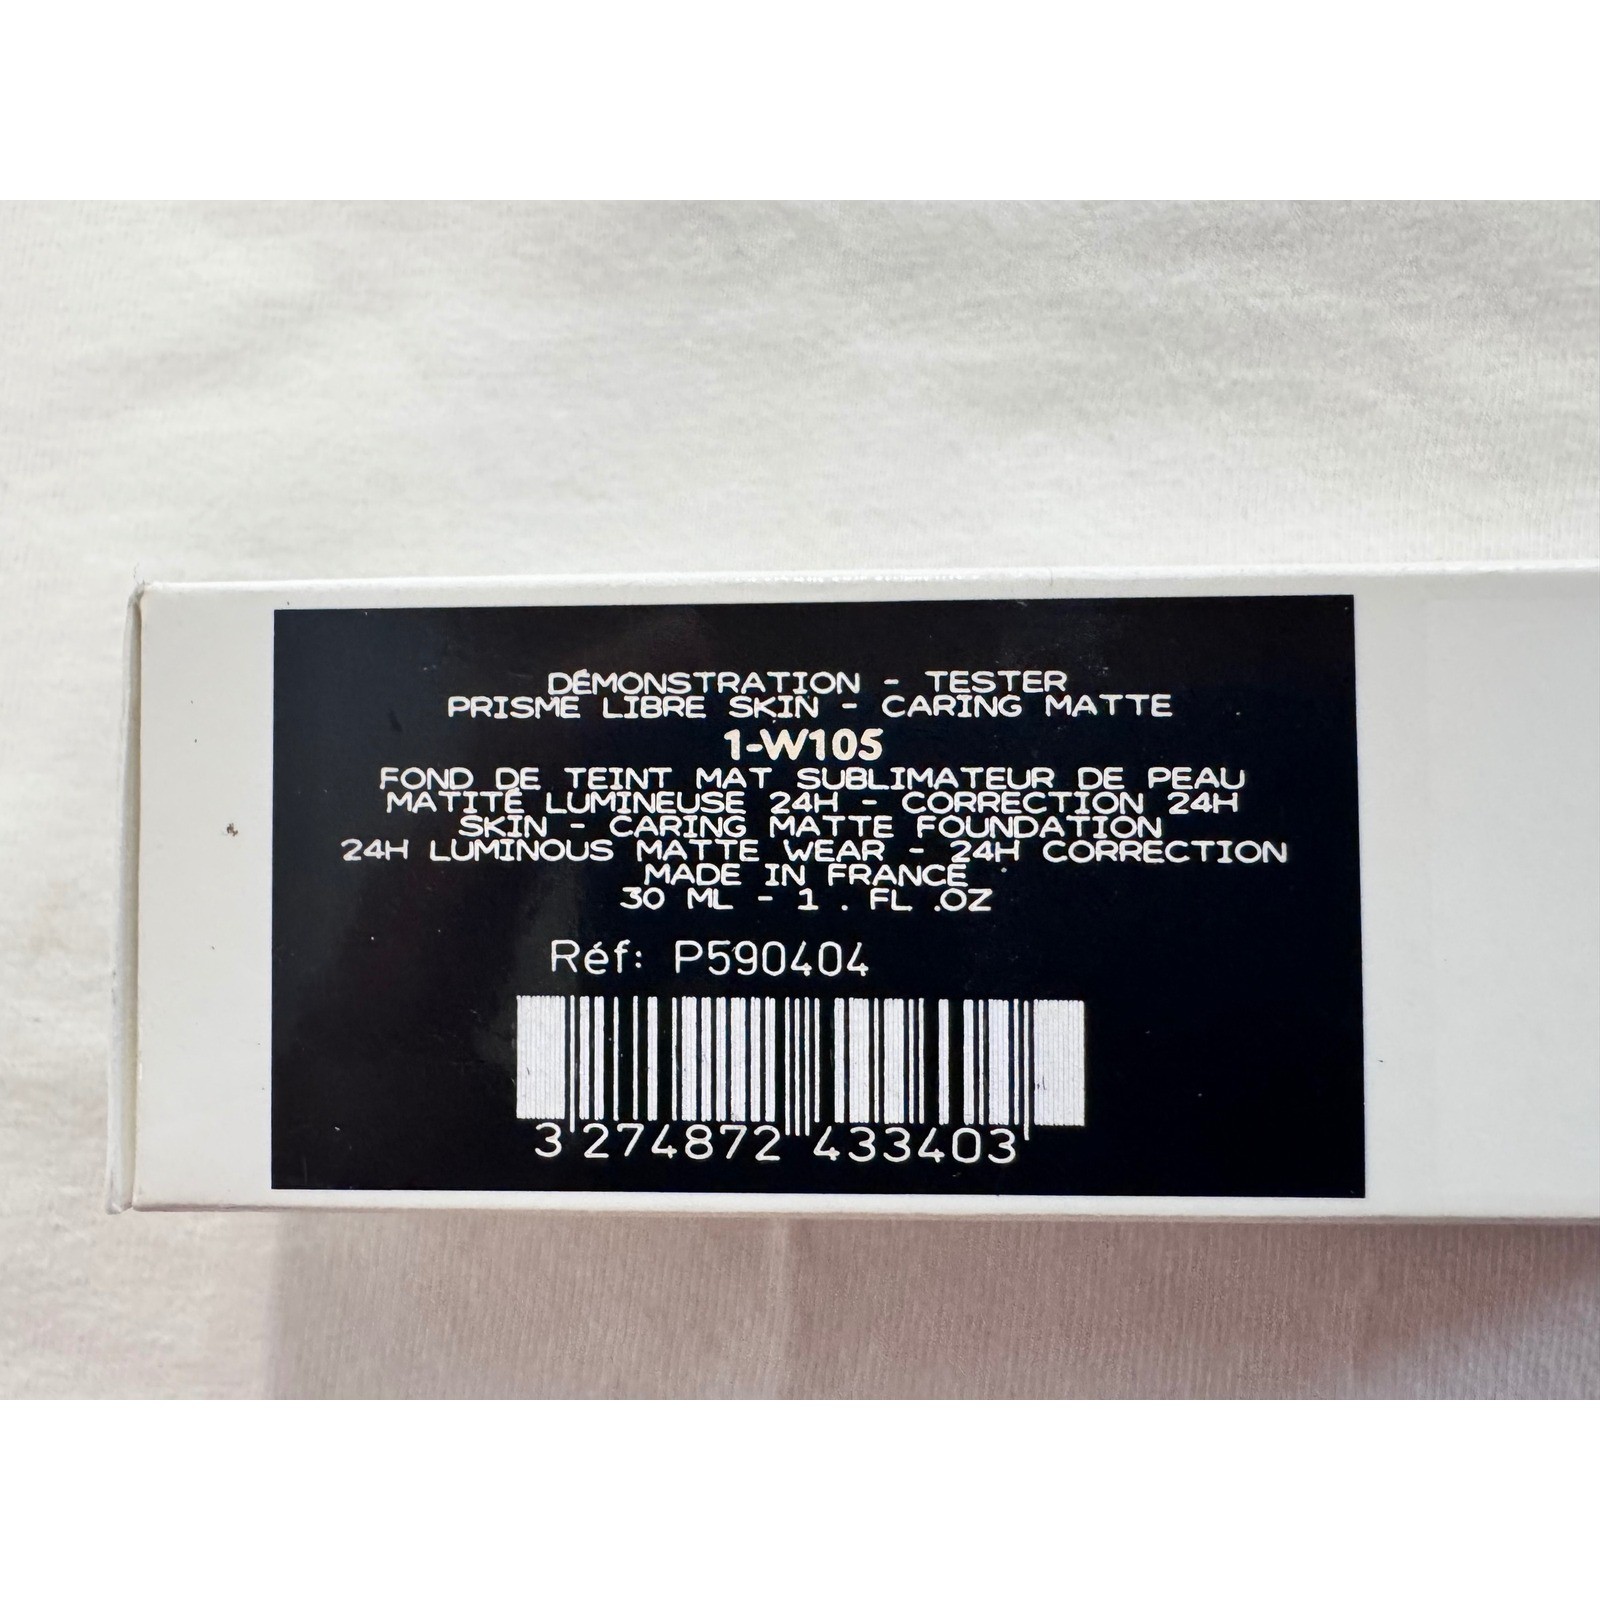 DÉMONSTRATION - TESTER
PRISME LIBRE SKIN - CARING MATTE
1-W105
FOND DE TEINT MAT SUBLIMATEUR DE PEAU
MATITÉ LUMINEUSE 24H - CORRECTION 24H
SKIN - CARING MATTE FOUNDATION
24H LUMINOUS MATTE WEAR - 24H CORRECTION
MADE IN FRANCE
30 ML - 1 . FL .OZ
Réf: P590404
3 274872 433403